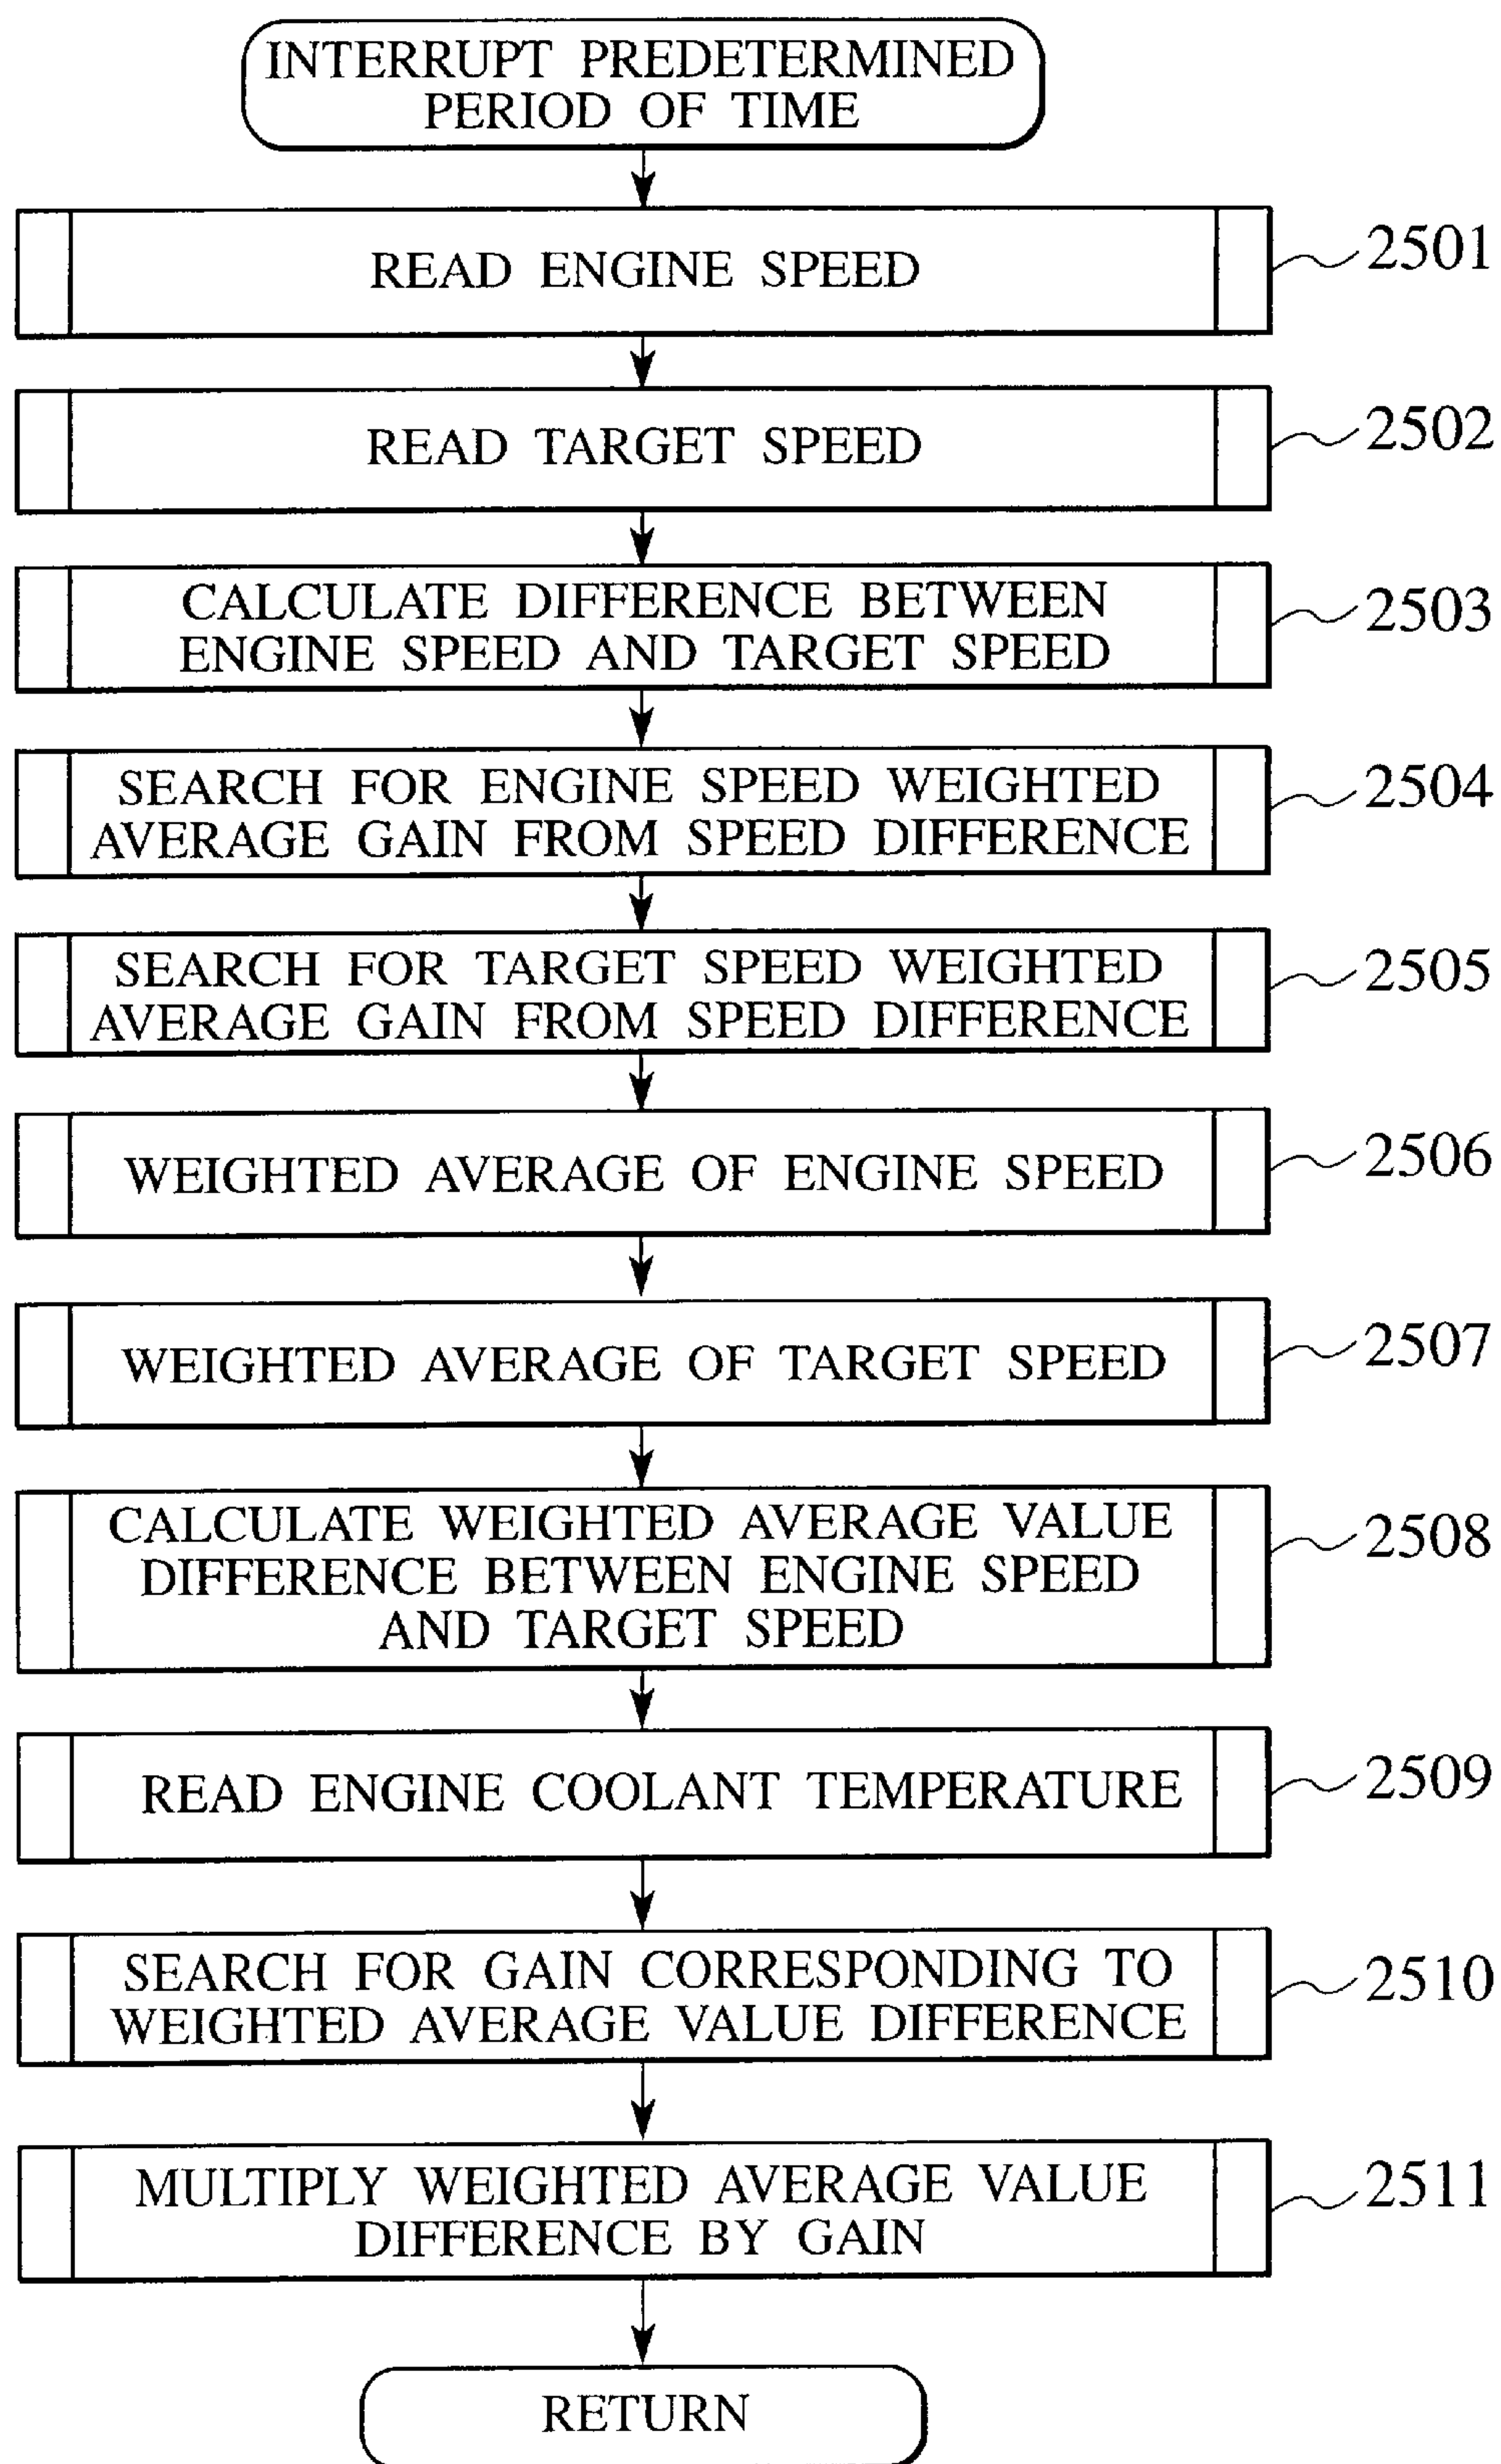 INTERRUPT PREDETERMINED
PERIOD OF TIME
READ ENGINE SPEED
2501
READ TARGET SPEED
2502
CALCULATE DIFFERENCE BETWEEN
ENGINE SPEED AND TARGET SPEED
2503
SEARCH FOR ENGINE SPEED WEIGHTED
AVERAGE GAIN FROM SPEED DIFFERENCE
2504
SEARCH FOR TARGET SPEED WEIGHTED
AVERAGE GAIN FROM SPEED DIFFERENCE
2505
WEIGHTED AVERAGE OF ENGINE SPEED
2506
WEIGHTED AVERAGE OF TARGET SPEED
2507
CALCULATE WEIGHTED AVERAGE VALUE
DIFFERENCE BETWEEN ENGINE SPEED
AND TARGET SPEED
2508
READ ENGINE COOLANT TEMPERATURE
2509
SEARCH FOR GAIN CORRESPONDING TO
WEIGHTED AVERAGE VALUE DIFFERENCE
2510
MULTIPLY WEIGHTED AVERAGE VALUE
DIFFERENCE BY GAIN
2511
RETURN